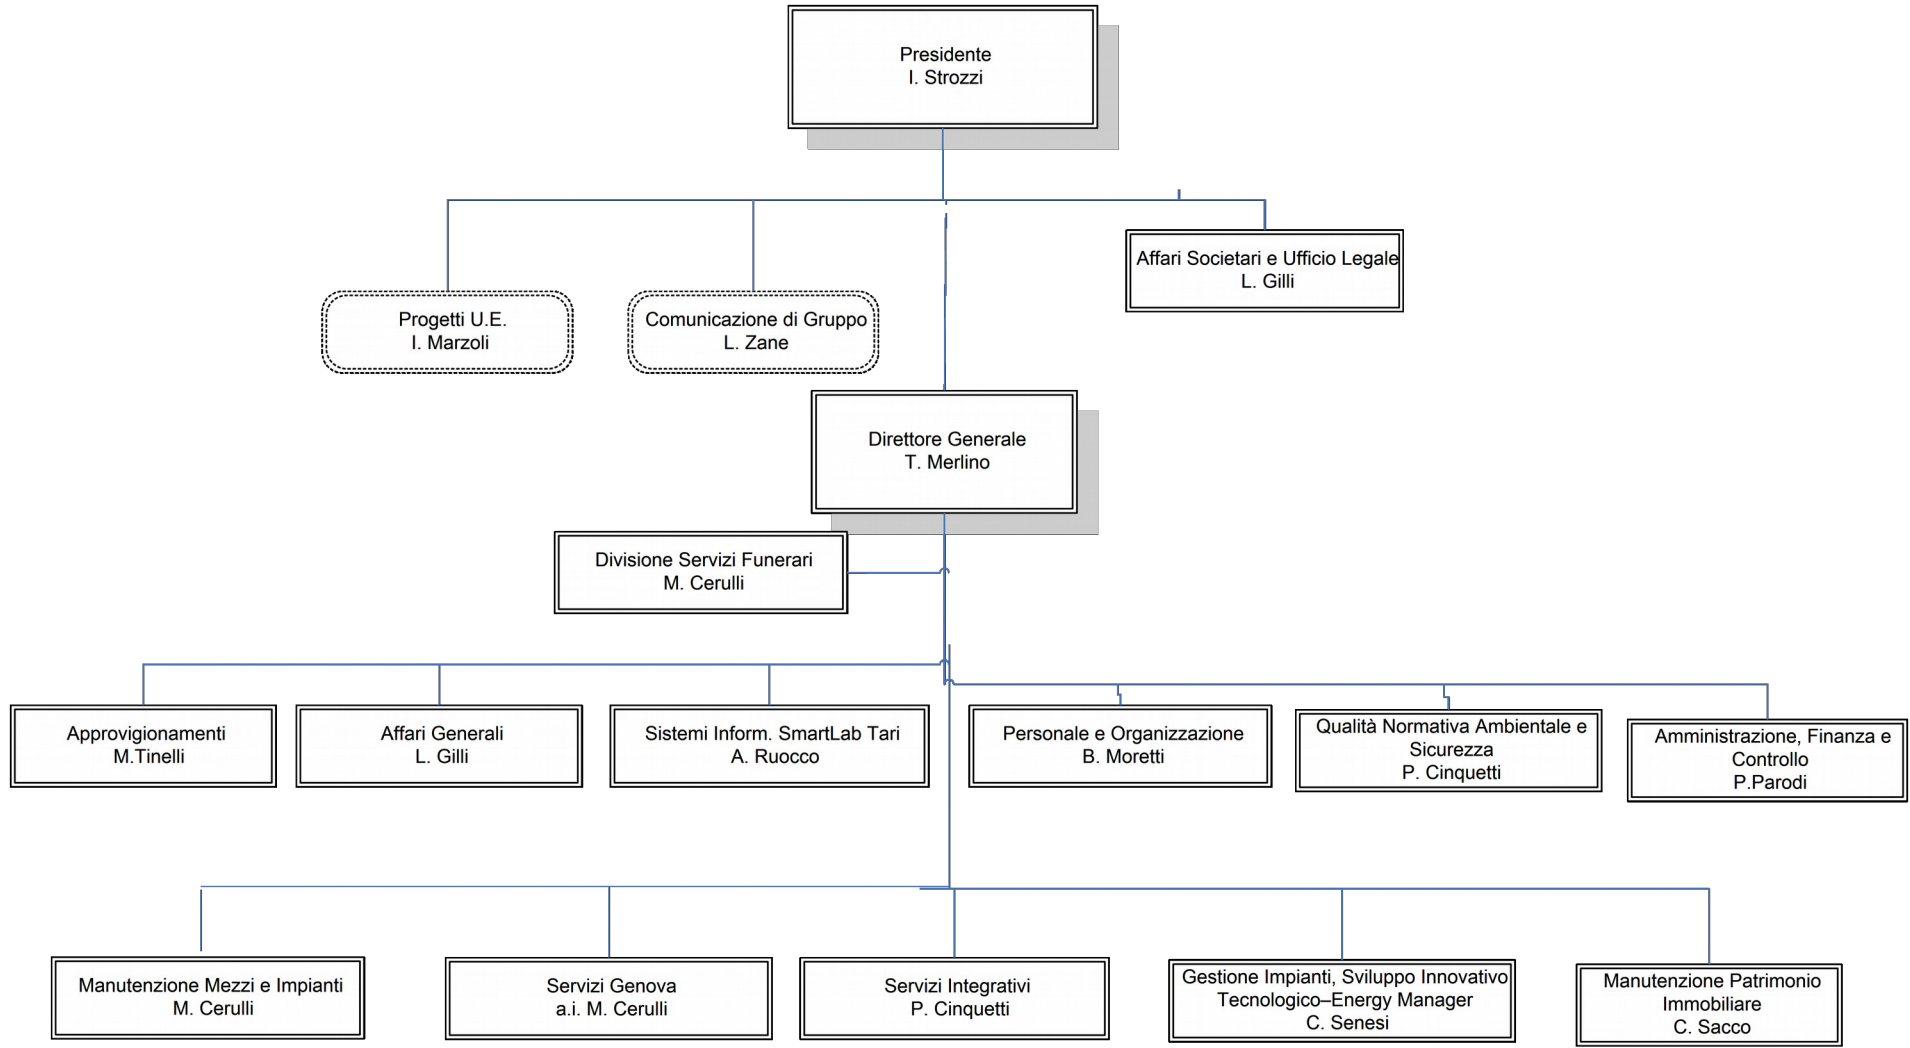 Presidente
I. Strozzi
Affari Societari e Ufficio Legale
L. Gilli
Progetti U.E.
I. Marzoli
Comunicazione di Gruppo
L. Zane
Direttore Generale
T. Merlino
Divisione Servizi Funerari
M. Cerulli
Approvigionamenti
M.Tinelli
Affari Generali
L. Gilli
Sistemi Inform. SmartLab Tari
A. Ruocco
Personale e Organizzazione
B. Moretti
Qualità Normativa Ambientale e
Sicurezza
P. Cinquetti
Amministrazione, Finanza e
Controllo
P.Parodi
Manutenzione Mezzi e Impianti
M. Cerulli
Servizi Genova
a.i. M. Cerulli
Servizi Integrativi
P. Cinquetti
Gestione Impianti, Sviluppo Innovativo
Tecnologico–Energy Manager
C. Senesi
Manutenzione Patrimonio
Immobiliare
C. Sacco